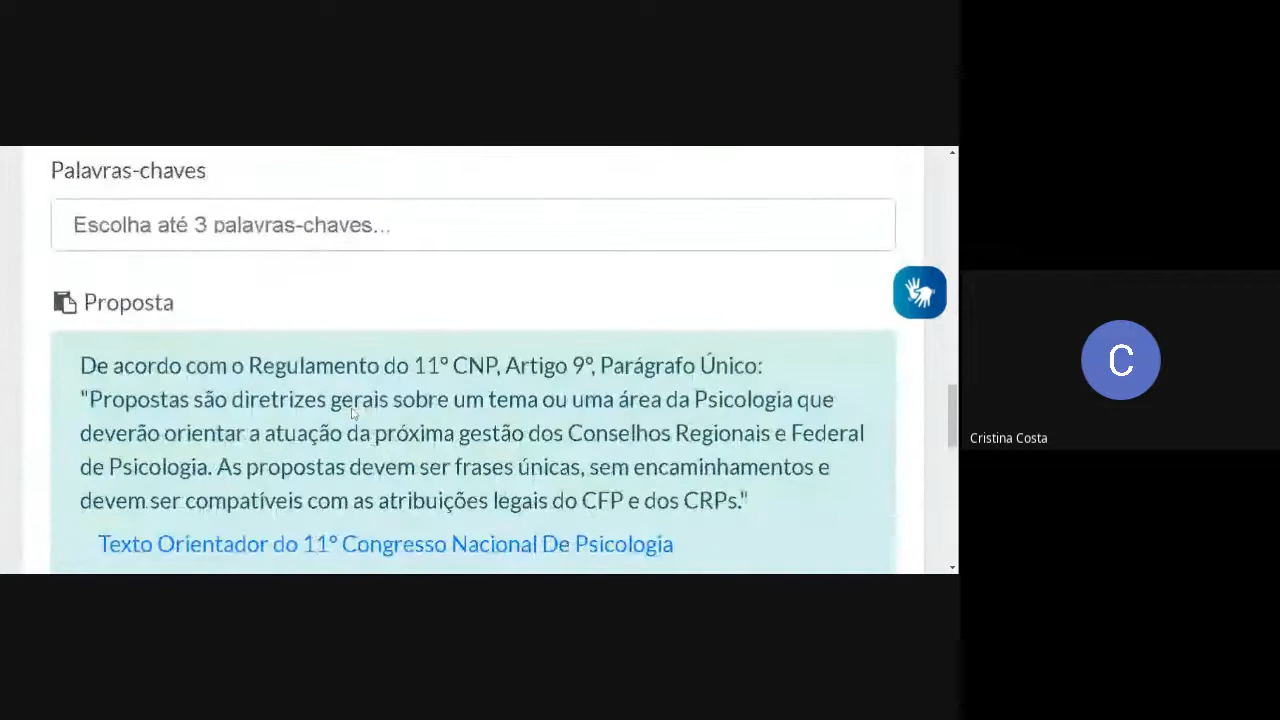 Palavras-chaves
Escolha até 3 palavras-chaves...
Proposta
De acordo com o Regulamento do 11º CNP, Artigo 9º, Parágrafo Único:
"Propostas são diretrizes gerais sobre um tema ou uma área da Psicologia que
deverão orientar a atuação da próxima gestão dos Conselhos Regionais e Federal
de Psicologia. As propostas devem ser frases únicas, sem encaminhamentos e
devem ser compatíveis com as atribuições legais do CFP e dos CRPs."
Texto Orientador do 11º Congresso Nacional De Psicologia
C
Cristina Costa